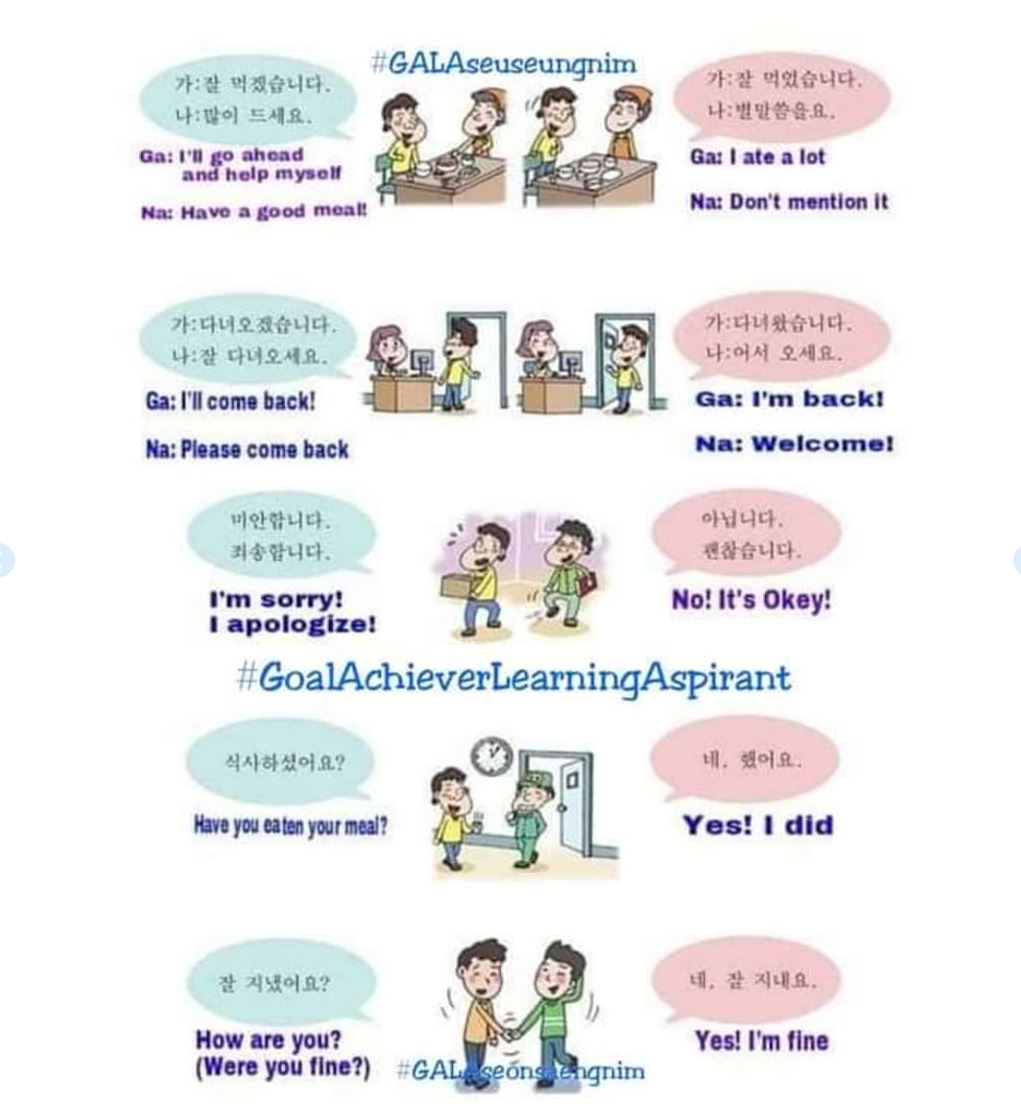 #GALAseuseungnim
가:잘 먹겠습니다.
나:많이 드세요.
Ga: I'll go ahead
and help myself
Na: Have a good meal!
가:잘 먹었습니다.
나:별말씀을요.
Ga: I ate a lot
Na: Don't mention it
가:다녀오겠습니다.
나:잘 다녀오세요.
Ga: I'll come back!
Na: Please come back
가:다녀왔습니다.
나:어서 오세요.
Ga: I'm back!
Na: Welcome!
미안합니다.
죄송합니다.
I'm sorry!
I apologize!
아닙니다.
괜찮습니다.
No! It's Okey!
#GoalAchieverLearningAspirant
식사하셨어요?
Have you eaten your meal?
네, 했어요.
Yes! I did
잘 지냈어요?
How are you?
(Were you fine?)
네, 잘 지내요.
Yes! I'm fine
#GALAseonsaengnim